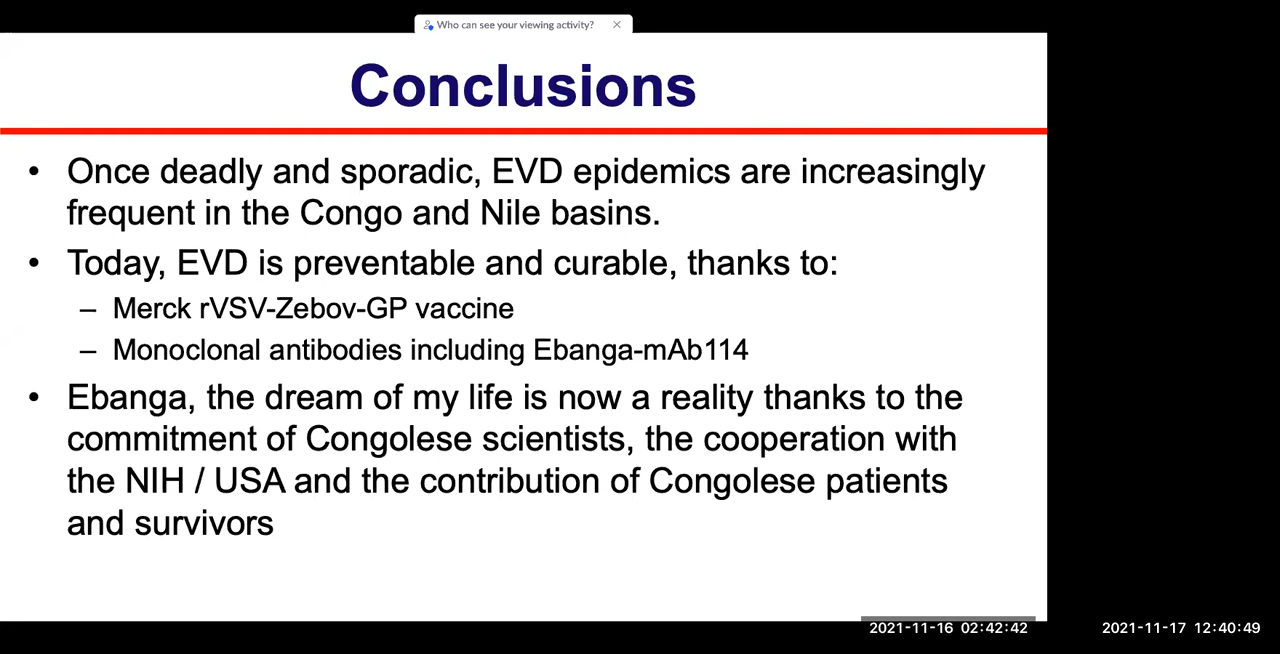 Who can see your viewing activity?
Conclusions
• Once deadly and sporadic, EVD epidemics are increasingly
frequent in the Congo and Nile basins.
• Today, EVD is preventable and curable, thanks to:
– Merck rVSV-Zebov-GP vaccine
– Monoclonal antibodies including Ebanga-mAb114
• Ebanga, the dream of my life is now a reality thanks to the
commitment of Congolese scientists, the cooperation with
the NIH / USA and the contribution of Congolese patients
and survivors
2021-11-16 02:42:42
2021-11-17 12:40:49